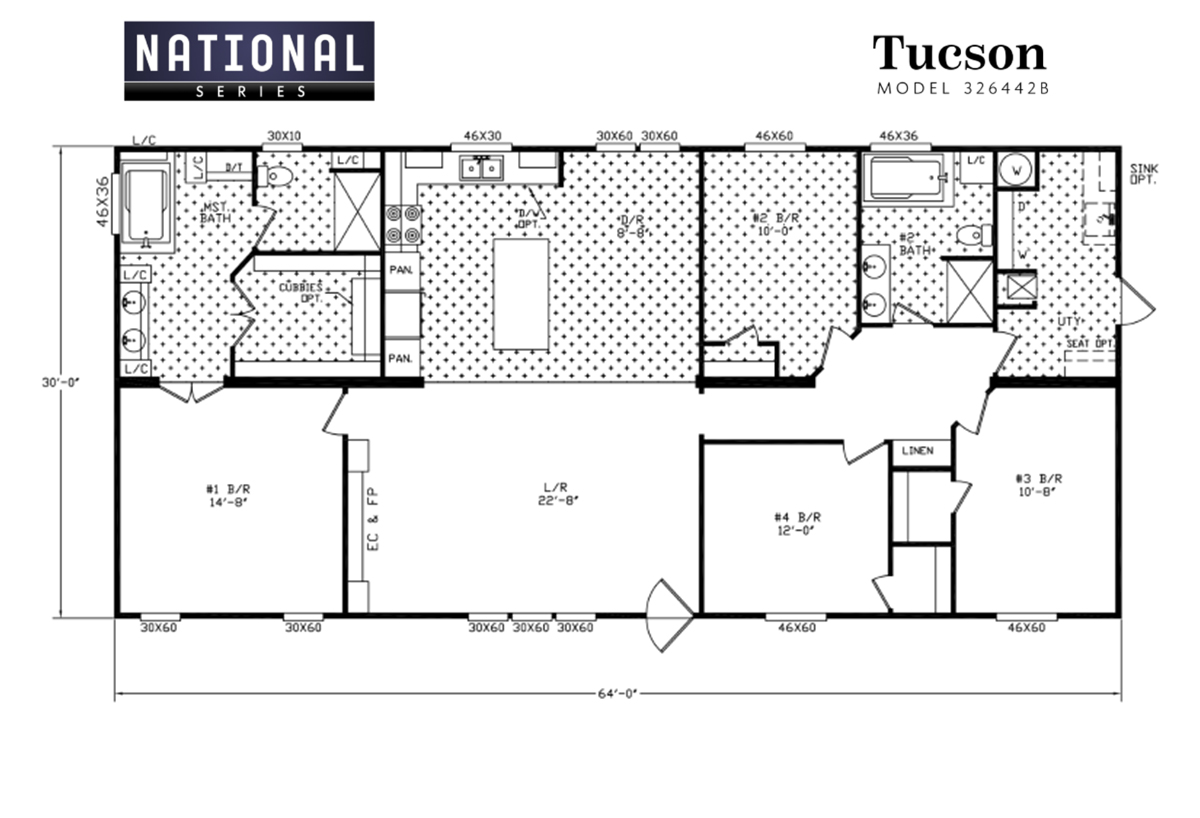 NATIONAL
SERIES
Tucson
MODEL 326442B
L/C
30X10
46X30
30X60
30X60
46X60
46X36
46X36
L/C
D/T
L/C
MST.
BATH
L/C
L/C
CUBBIES
OPT.
PAN.
PAN.
D/W
OPT.
D/R
8'-8"
#2 B/R
10'-0"
L/C
#2
BATH
W
D
W
SINK
OPT.
UTY
SEAT OPT.
30'-0"
#1 B/R
14'-8"
EC & FP
L/R
22'-8"
#4 B/R
12'-0"
LINEN
#3 B/R
10'-8"
30X60
30X60
30X60
30X60
30X60
46X60
46X60
64'-0"